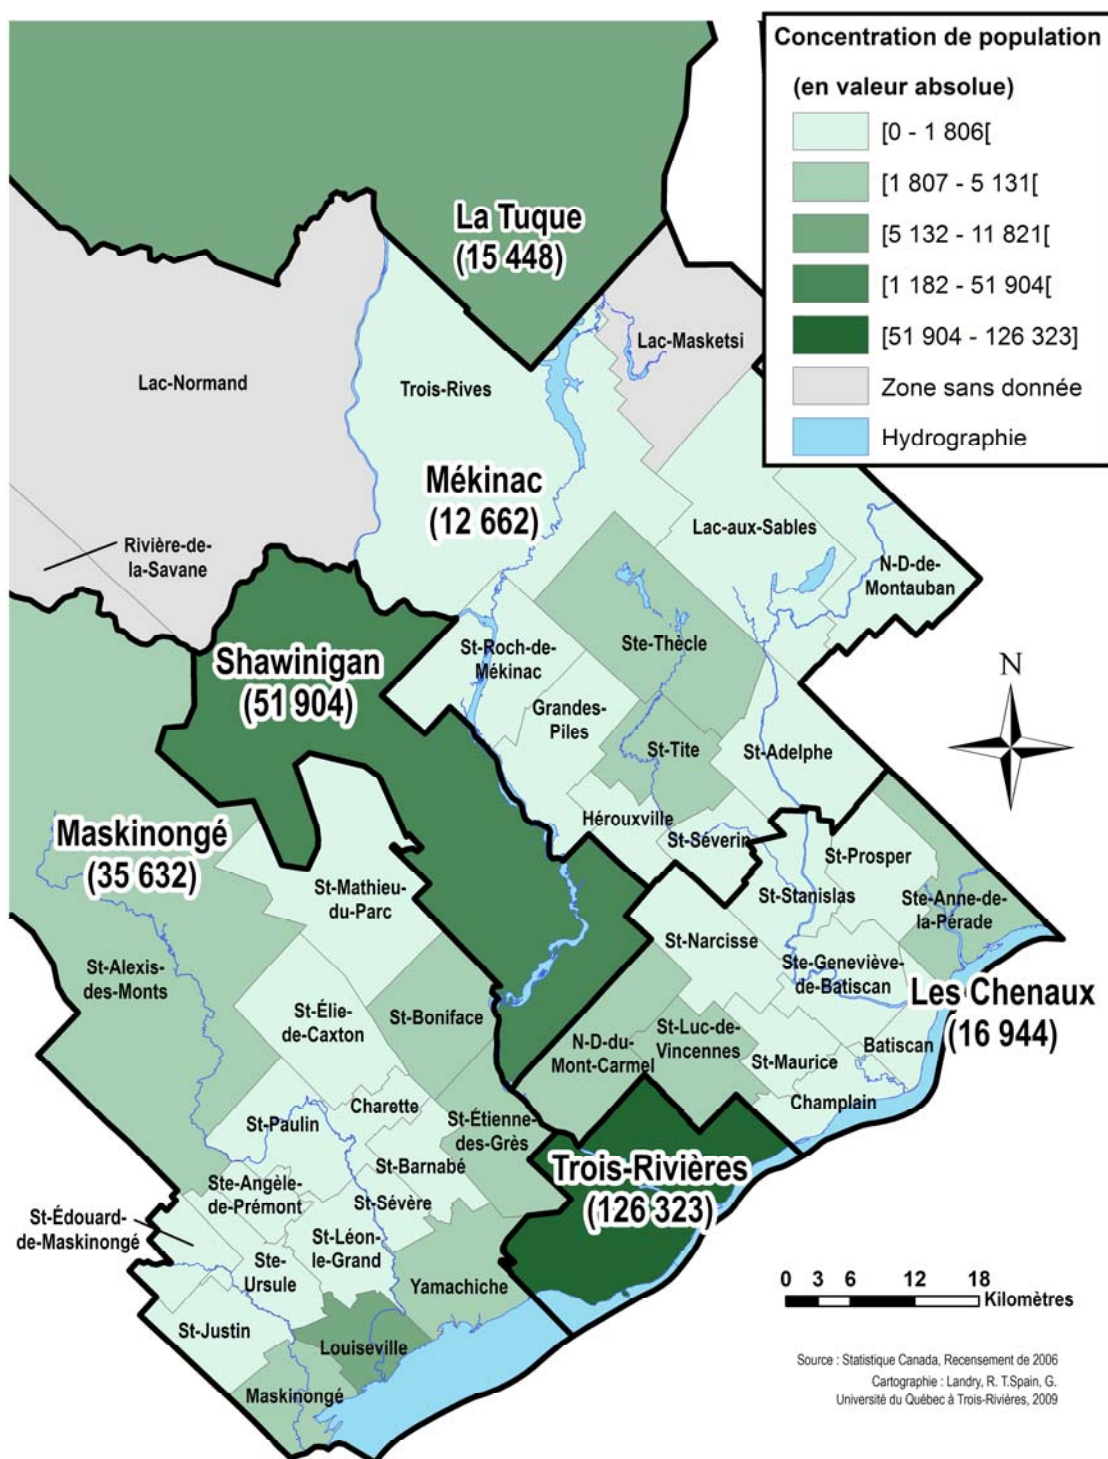 Concentration de population
(en valeur absolue)
[0 - 1 806[
[1 807 - 5 131[
[5 132 - 11 821[
[1 182 - 51 904[
[51 904 - 126 323]
Zone sans donnée
Hydrographie
La Tuque
(15 448)
Lac-Masketsi
Lac-Normand
Trois-Rives
Mékinac
(12 662)
Lac-aux-Sables
Rivière-de-
la-Savane
N-D-de-
Montauban
St-Roch-de-
Mékinac
Ste-Thècle
Shawinigan
(51 904)
Grandes-
Piles
St-Tite
St-Adelphe
N
Hérouxville
St-Séverin
St-Prosper
Maskinongé
(35 632)
St-Mathieu-
du-Parc
St-Stanislas
Ste-Anne-de-
la-Pérade
St-Narcisse
St-Alexis-
des-Monts
Ste-Geneviève-
de-Batiscan
Les Chenaux
(16 944)
St-Élie-
de-Caxton
St-Boniface
N-D-du-
Mont-Carmel
St-Luc-de-
Vincennes
St-Maurice
Batiscan
Champlain
Charette
St-Paulin
St-Étienne-
des-Grès
St-Barnabé
Trois-Rivières
(126 323)
Ste-Angèle-
de-Prémont
St-Sévère
St-Édouard-
de-Maskinongé
St-Léon-
le-Grand
Ste-
Ursule
Yamachiche
St-Justin
Louiseville
Maskinongé
0 3 6 12 18
Kilomètres
Source : Statistique Canada, Recensement de 2006
Cartographie : Landry, R. T.Spain, G.
Université du Québec à Trois-Rivières, 2009